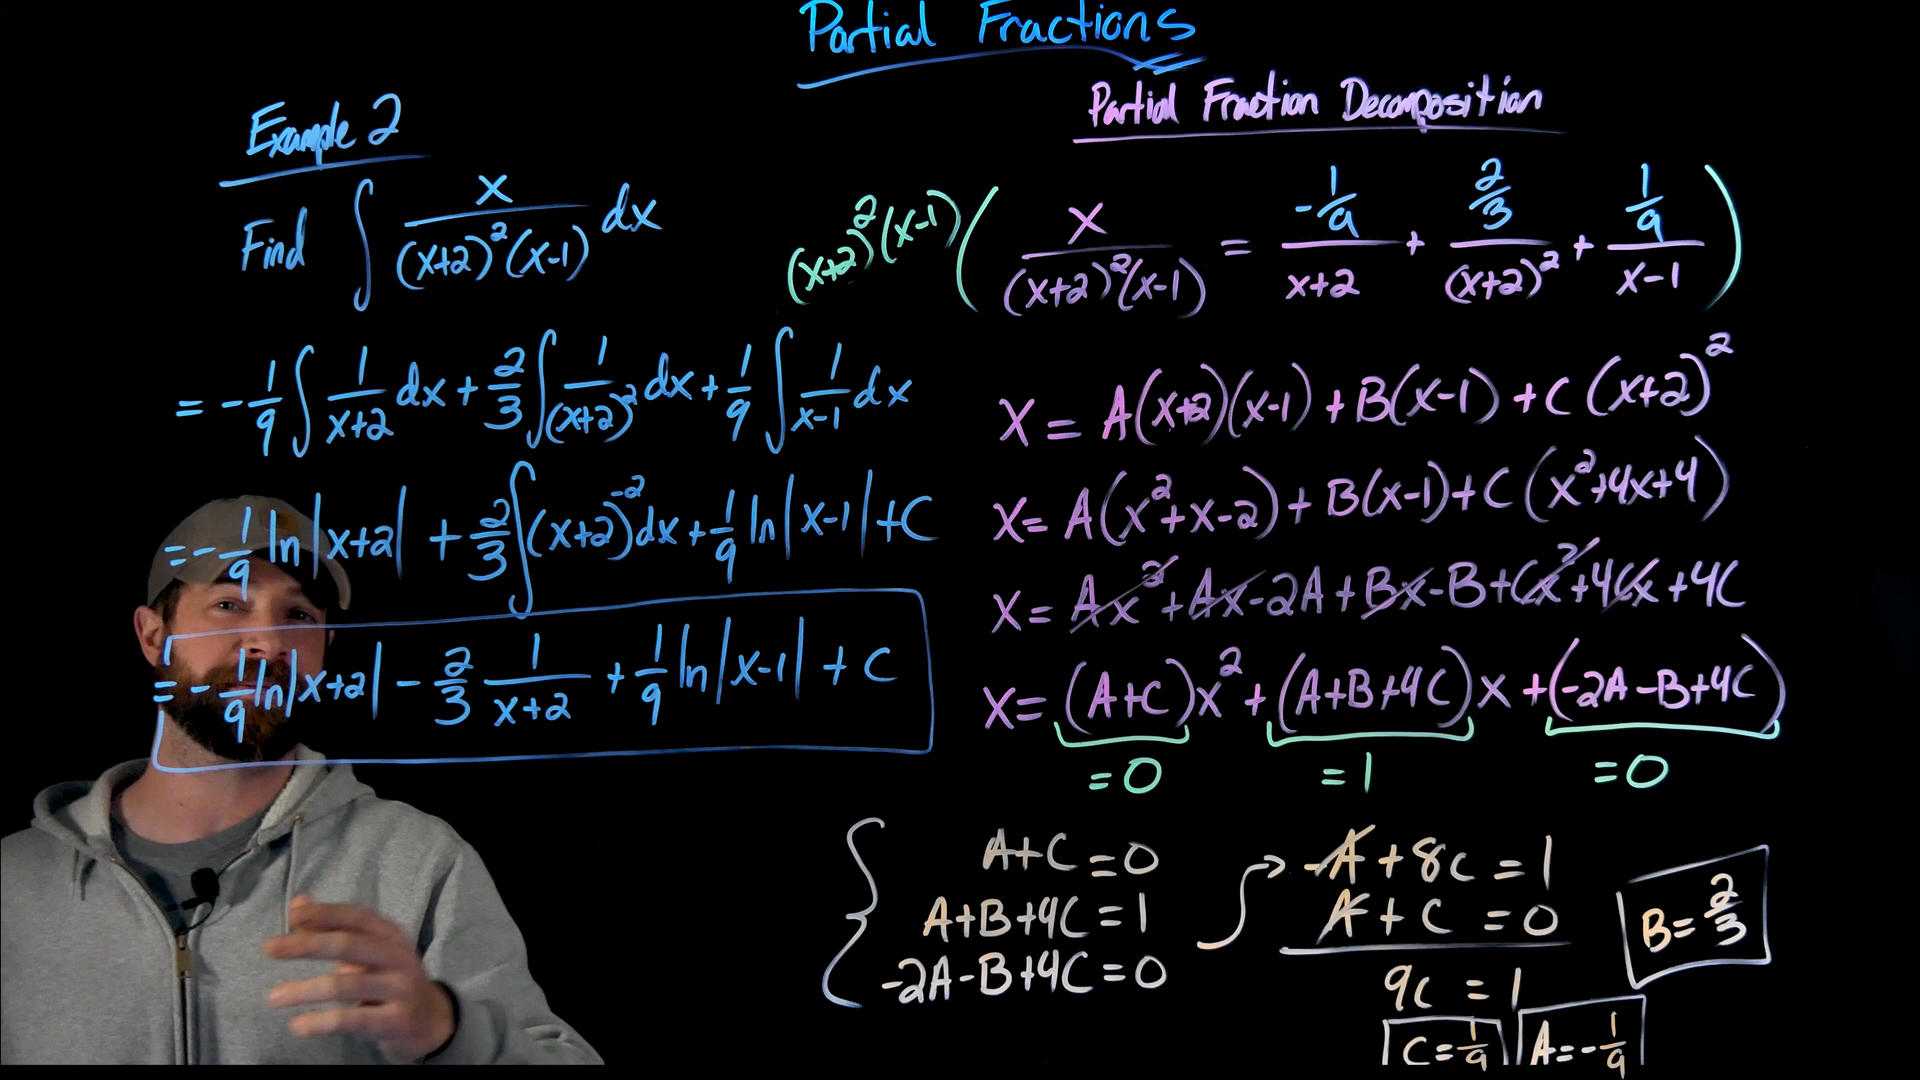 Partial Fractions
Example 2
Find ∫ x/((x+2)²(x-1)) dx
= -1/9 ∫ 1/(x+2) dx + 2/3 ∫ 1/(x+2)² dx + 1/9 ∫ 1/(x-1) dx
= -1/9 ln|x+2| + 2/3 ∫ (x+2)⁻² dx + 1/9 ln|x-1| + C
= -1/9 ln|x+2| - 2/3 1/(x+2) + 1/9 ln|x-1| + C
Partial Fraction Decomposition
(x+2)²(x-1) ( x/((x+2)²(x-1)) = (-1/9)/(x+2) + (2/3)/(x+2)² + (1/9)/(x-1) )
X = A(x+2)(x-1) + B(x-1) + C(x+2)²
X = A(x²+x-2) + B(x-1) + C(x²+4x+4)
X = Ax² + Ax - 2A + Bx - B + Cx² + 4Cx + 4C
X = (A+C)x² + (A+B+4C)x + (-2A-B+4C)
=0 =1 =0
A+C=0
A+B+4C=1
-2A-B+4C=0
-A+8C=1
A+C=0
9C=1
C=1/9 A=-1/9
B=2/3